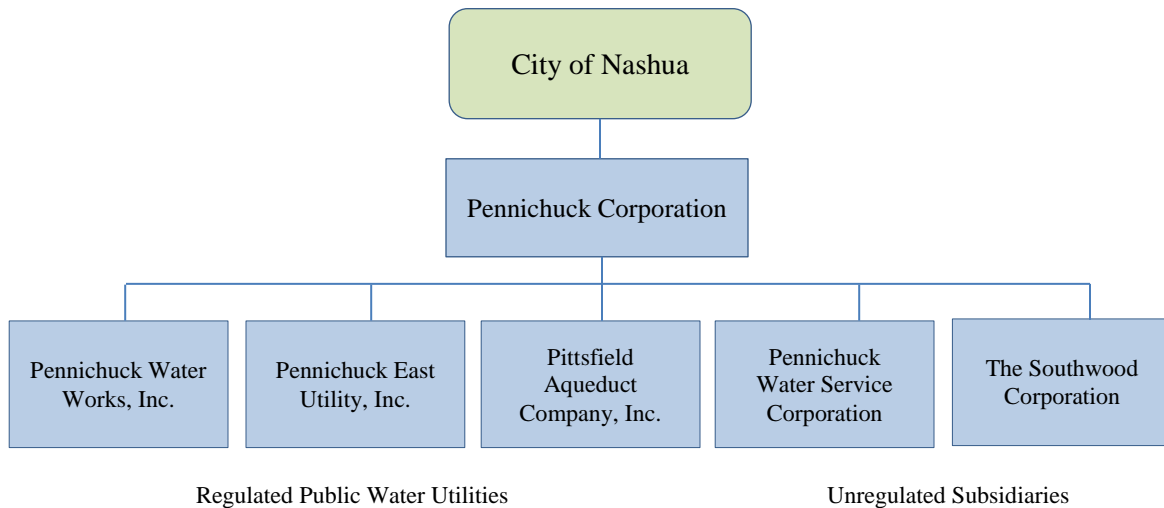 City of Nashua
Pennichuck Corporation
Pennichuck Water
Works, Inc.
Pennichuck East
Utility, Inc.
Pittsfield
Aqueduct
Company, Inc.
Pennichuck
Water Service
Corporation
The Southwood
Corporation
Regulated Public Water Utilities
Unregulated Subsidiaries